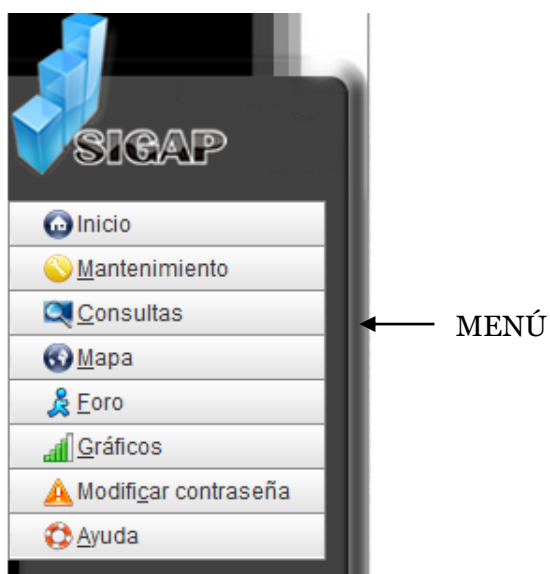 SIGAP
Inicio
Mantenimiento
Consultas
MENÚ
Mapa
Foro
Gráficos
Modificar contraseña
Ayuda